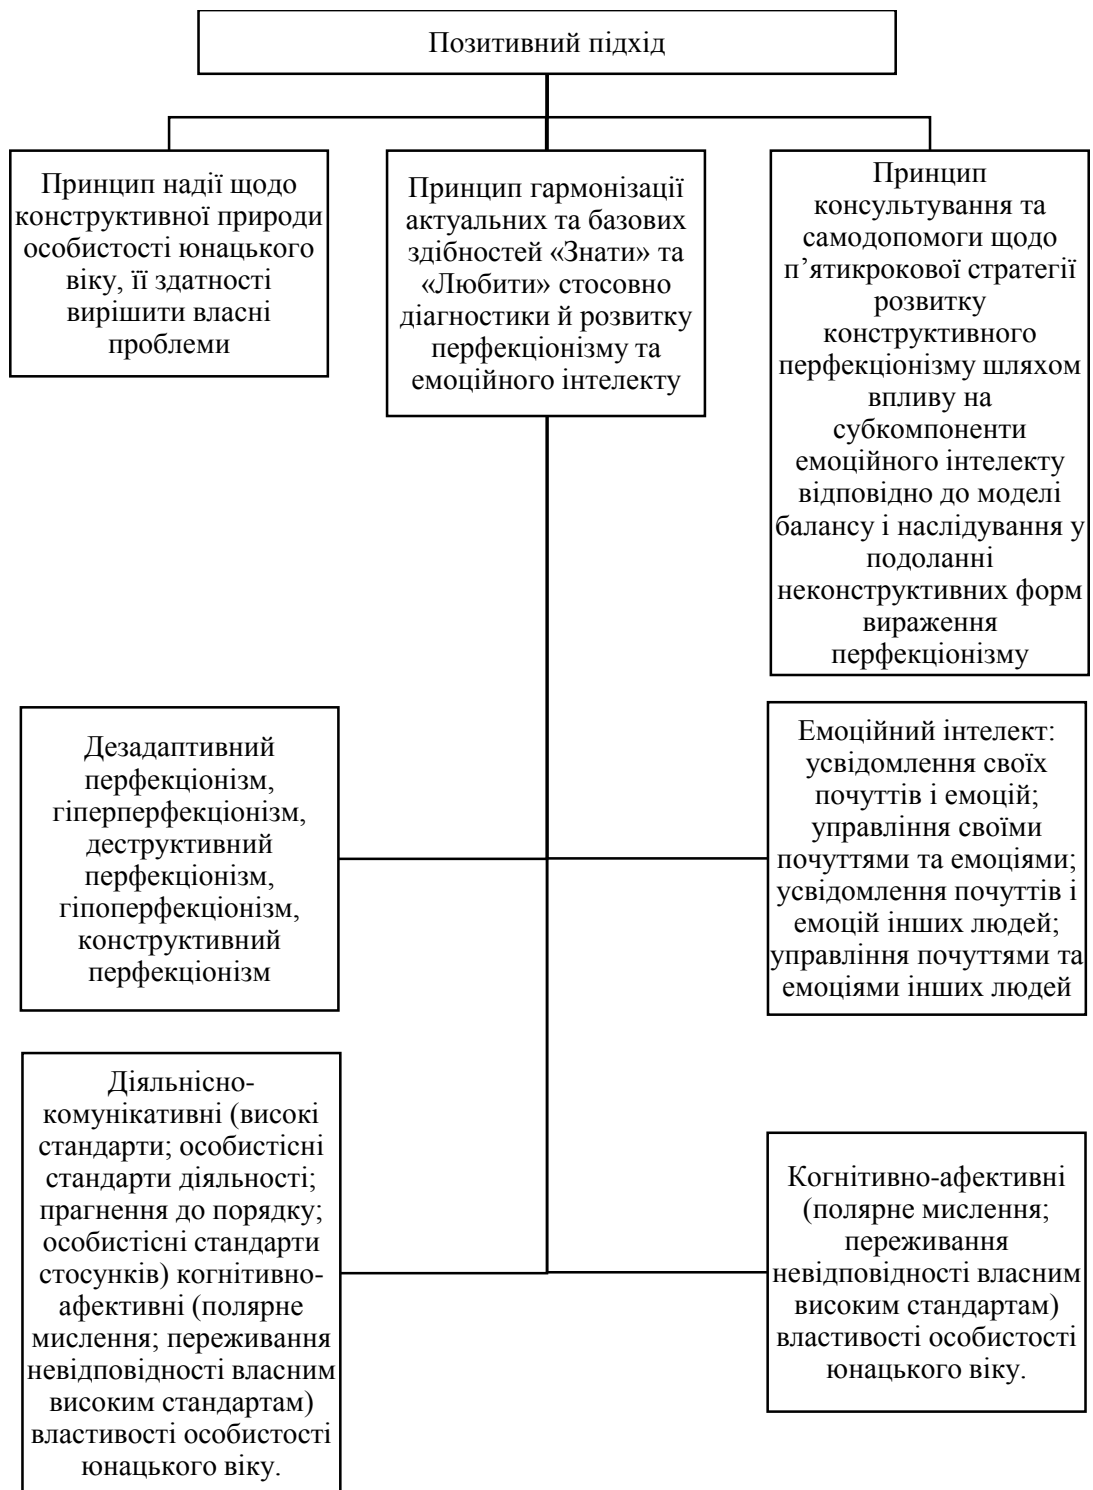 Позитивний підхід
Принцип надії щодо
конструктивної природи
особистості юнацького
віку, її здатності
вирішити власні
проблеми
Принцип гармонізації
актуальних та базових
здібностей «Знати» та
«Любити» стосовно
діагностики й розвитку
перфекціонізму та
емоційного інтелекту
Принцип
консультування та
самодопомоги щодо
п’ятикрокової стратегії
розвитку
конструктивного
перфекціонізму шляхом
впливу на
субкомпоненти
емоційного інтелекту
відповідно до моделі
балансу і наслідування у
подоланні
неконструктивних форм
вираження
перфекціонізму
Дезадаптивний
перфекціонізм,
гіперперфекціонізм,
деструктивний
перфекціонізм,
гіпоперфекціонізм,
конструктивний
перфекціонізм
Емоційний інтелект:
усвідомлення своїх
почуттів і емоцій;
управління своїми
почуттями та емоціями;
усвідомлення почуттів і
емоцій інших людей;
управління почуттями та
емоціями інших людей
Діяльнісно-
комунікативні (високі
стандарти; особистісні
стандарти діяльності;
прагнення до порядку;
особистісні стандарти
стосунків) когнітивно-
афективні (полярне
мислення; переживання
невідповідності власним
високим стандартам)
властивості особистості
юнацького віку.
Когнітивно-афективні
(полярне мислення;
переживання
невідповідності власним
високим стандартам)
властивості особистості
юнацького віку.